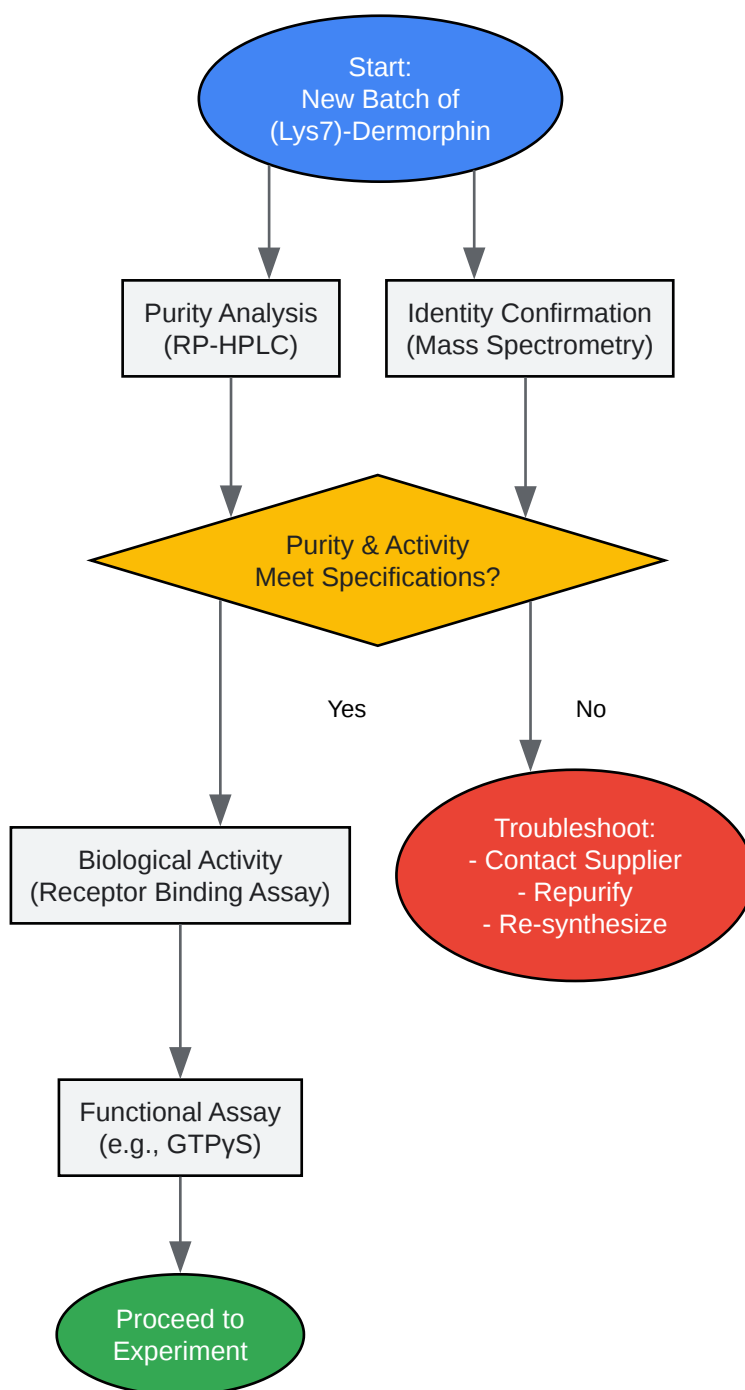 Start:
New Batch of
(Lys7)-Dermorphin
Purity Analysis
(RP-HPLC)
Identity Confirmation
(Mass Spectrometry)
Purity & Activity
Meet Specifications?
Yes
No
Biological Activity
(Receptor Binding Assay)
Troubleshoot:
- Contact Supplier
- Repurify
- Re-synthesize
Functional Assay
(e.g., GTPγS)
Proceed to
Experiment